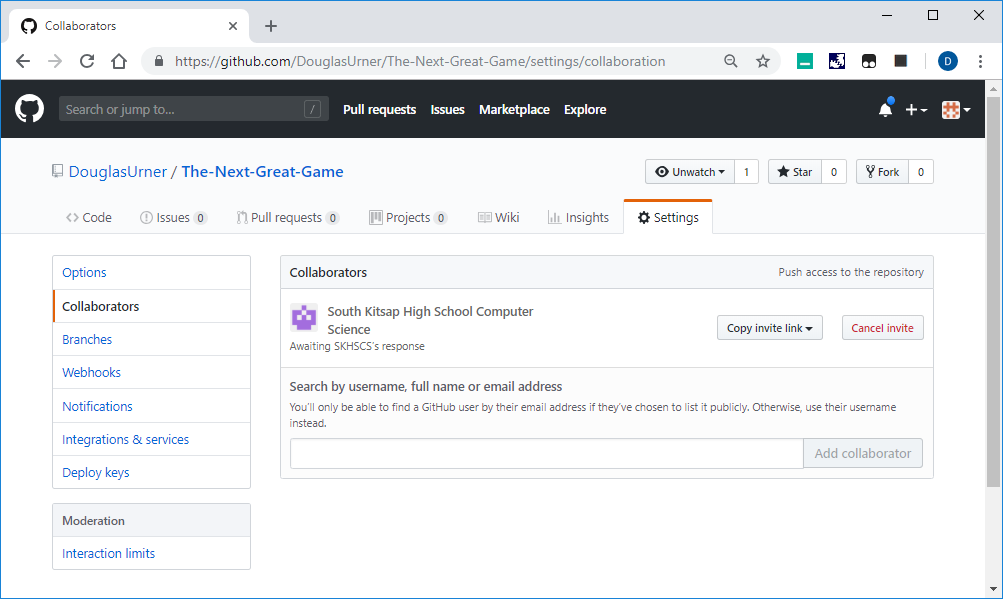 Collaborators
https://github.com/DouglasUrner/The-Next-Great-Game/settings/collaboration
D
Search or jump to...
/
Pull requests Issues Marketplace Explore
DouglasUrner / The-Next-Great-Game
Unwatch 1 Star 0 Fork 0
Code Issues 0 Pull requests 0 Projects 0 Wiki Insights Settings
Options
Collaborators
Branches
Webhooks
Notifications
Integrations & services
Deploy keys
Moderation
Interaction limits
Collaborators Push access to the repository
South Kitsap High School Computer
Science
Awaiting SKHSCS's response
Copy invite link Cancel invite
Search by username, full name or email address
You'll only be able to find a GitHub user by their email address if they've chosen to list it publicly. Otherwise, use their username
instead.
Add collaborator